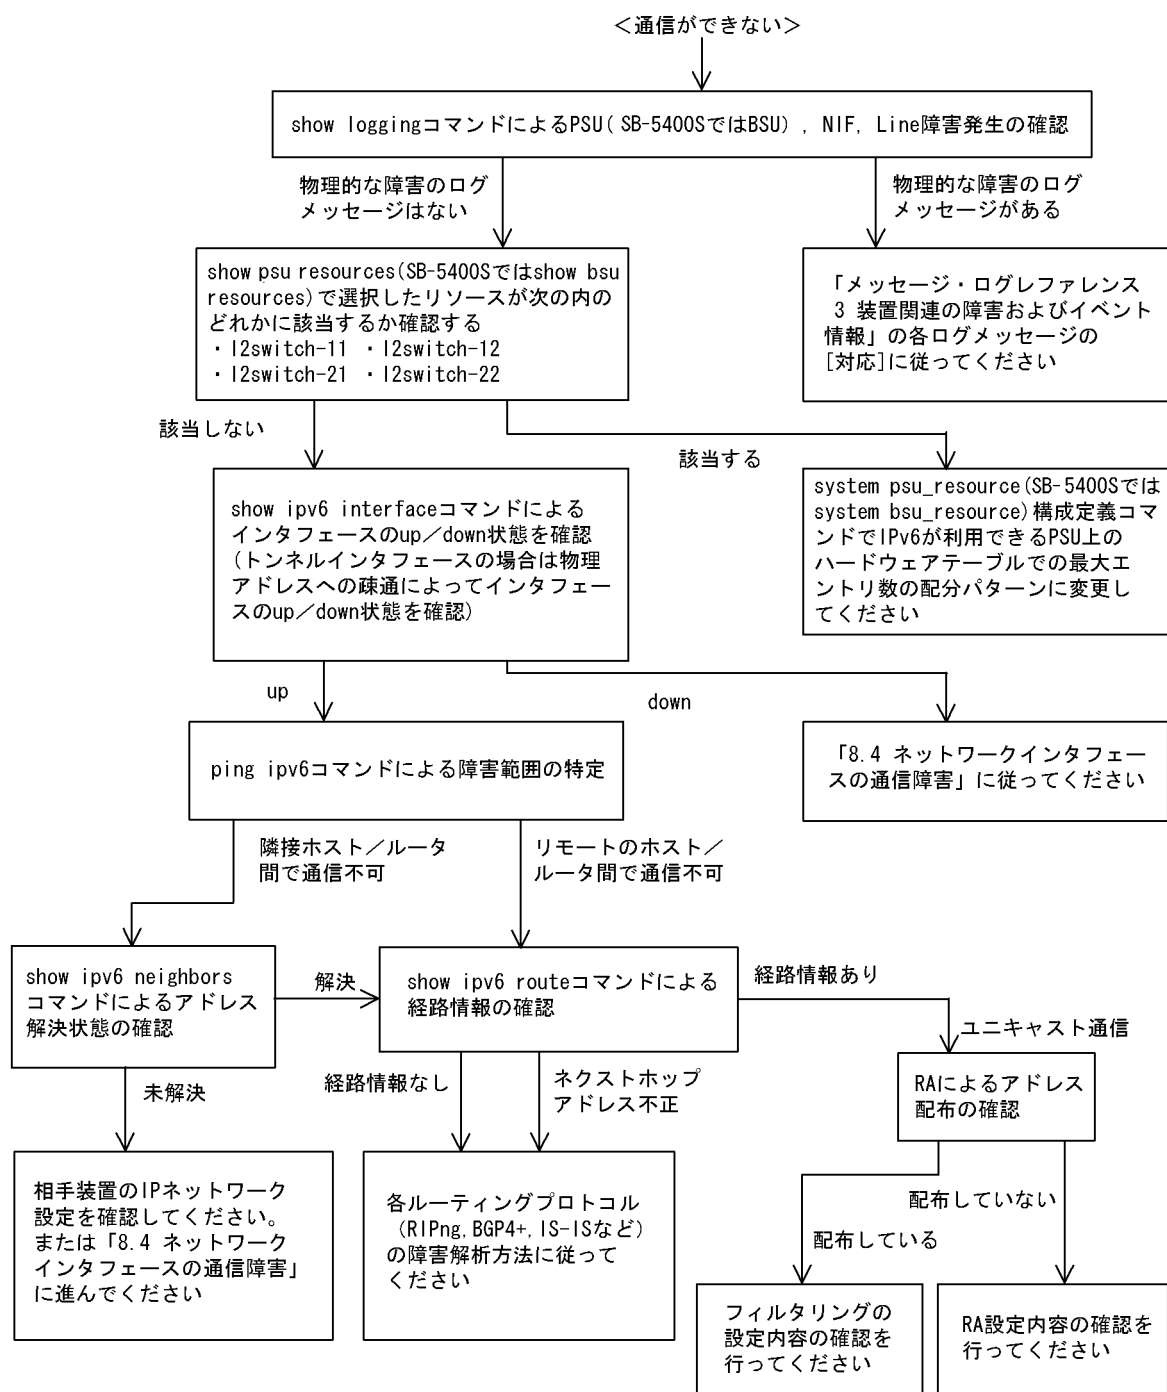 ＜通信ができない＞
show loggingコマンドによるPSU(SB-5400SではBSU), NIF, Line障害発生の確認
物理的な障害のログ
メッセージはない
物理的な障害のログ
メッセージがある
show psu resources(SB-5400Sではshow bsu
resources)で選択したリソースが次の内の
どれかに該当するか確認する
・l2switch-11 ・l2switch-12
・l2switch-21 ・l2switch-22
「メッセージ・ログレファレンス
3 装置関連の障害およびイベント
情報」の各ログメッセージの
[対応]に従ってください
該当しない
該当する
show ipv6 interfaceコマンドによる
インタフェースのup／down状態を確認
(トンネルインタフェースの場合は物理
アドレスへの疎通によってインタフェー
スのup／down状態を確認)
system psu_resource(SB-5400Sでは
system bsu_resource)構成定義コマ
ンドでIPv6が利用できるPSU上の
ハードウェアテーブルでの最大エ
ントリ数の配分パターンに変更し
てください
up
down
ping ipv6コマンドによる障害範囲の特定
「8.4 ネットワークインタフェー
スの通信障害」に従ってください
隣接ホスト／ルータ
間で通信不可
リモートのホスト／
ルータ間で通信不可
show ipv6 neighbors
コマンドによるアドレス
解決状態の確認
解決
show ipv6 routeコマンドによる
経路情報の確認
経路情報あり
ユニキャスト通信
未解決
経路情報なし
ネクストホップ
アドレス不正
RAによるアドレス
配布の確認
相手装置のIPネットワーク
設定を確認してください。
または「8.4 ネットワーク
インタフェースの通信障害」
に進んでください
各ルーティングプロトコル
(RIPng,BGP4+,IS-ISなど)
の障害解析方法に従って
ください
配布していない
配布している
フィルタリングの
設定内容の確認を
行ってください
RA設定内容の確認を
行ってください